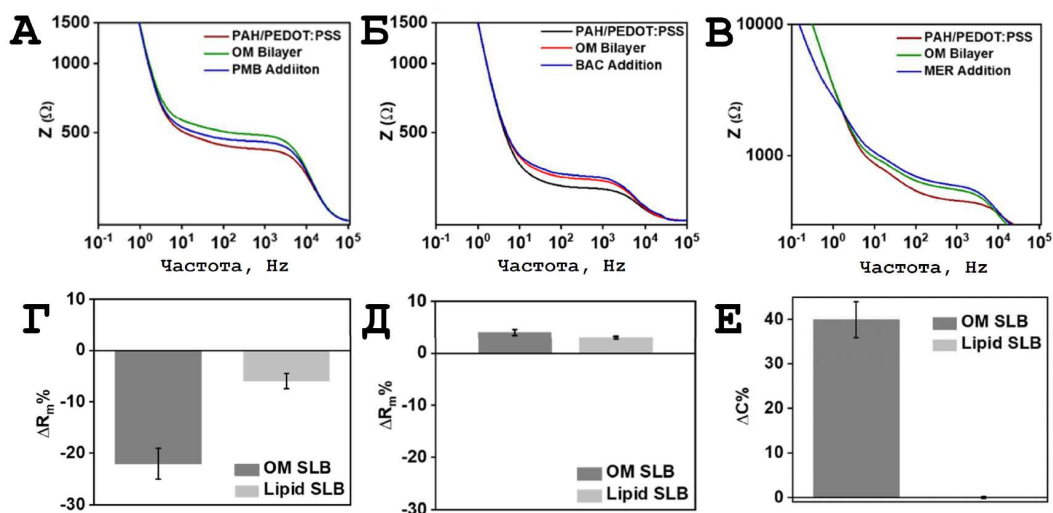 А
1500
1000
500
Z (Ω)
PAH/PEDOT:PSS
OM Bilayer
PMB Addiiton
10-1 100 101 102 103 104 105
Частота, Hz
Б
1500
1000
500
Z (Ω)
PAH/PEDOT:PSS
OM Bilayer
BAC Addition
10-1 100 101 102 103 104 105
Частота, Hz
В
10000
1000
Z (Ω)
PAH/PEDOT:PSS
OM Bilayer
MER Addition
10-1 100 101 102 103 104 105
Частота, Hz
Г
10
0
-10
-20
-30
ΔRm%
OM SLB
Lipid SLB
Д
10
0
-10
-20
-30
ΔRm%
OM SLB
Lipid SLB
Е
40
30
20
10
0
ΔC%
OM SLB
Lipid SLB